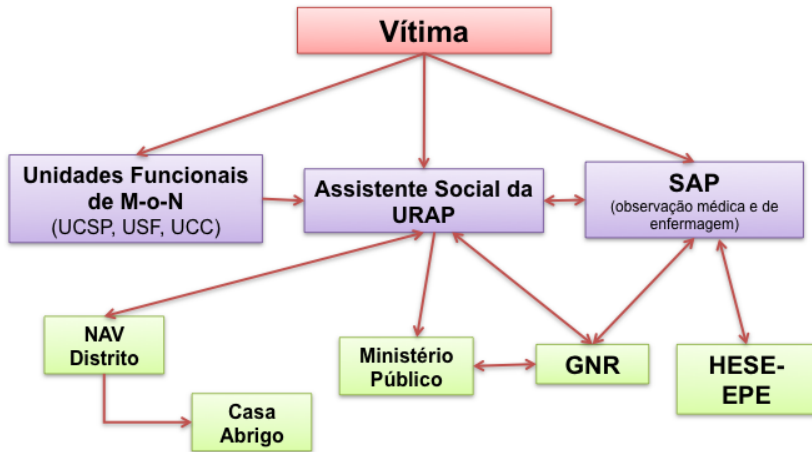 Vítima
Unidades Funcionais
de M-o-N
(UCSP, USF, UCC)
Assistente Social da
URAP
SAP
(observação médica e de
enfermagem)
NAV
Distrito
Ministério
Público
GNR
HESE-
EPE
Casa
Abrigo